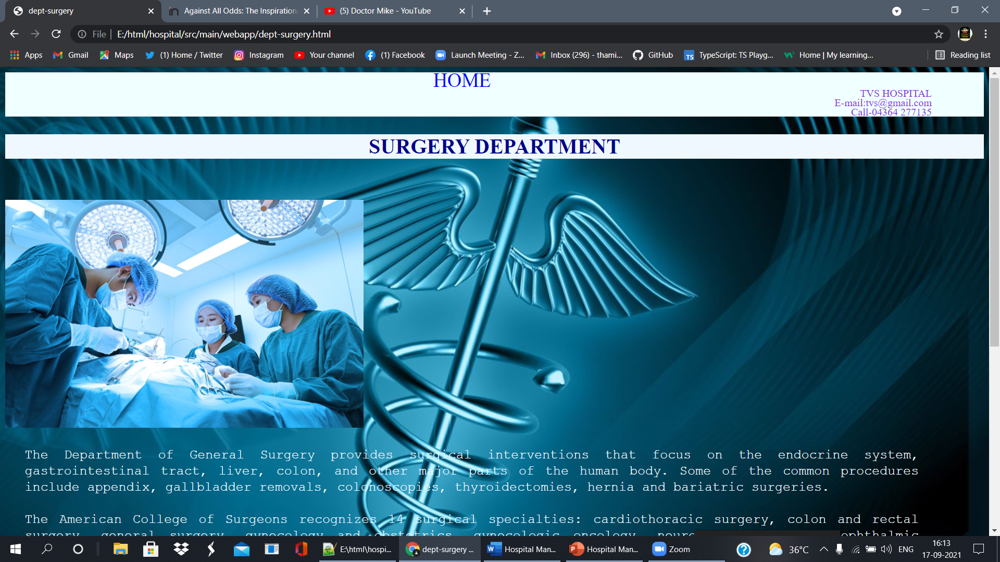 dept-surgery
Against All Odds: The Inspiration
(5) Doctor Mike - YouTube
File | E:/html/hospital/src/main/webapp/dept-surgery.html
Apps Gmail Maps (1) Home / Twitter Instagram Your channel (1) Facebook Launch Meeting - Z... Inbox (296) - thami... GitHub TypeScript: TS Playg... Home | My learning... Reading list
HOME
TVS HOSPITAL
E-mail:tvs@gmail.com
Call-04364 277135
SURGERY DEPARTMENT
The Department of General Surgery provides surgical interventions that focus on the endocrine system,
gastrointestinal tract, liver, colon, and other major parts of the human body. Some of the common procedures
include appendix, gallbladder removals, colonoscopies, thyroidectomies, hernia and bariatric surgeries.
The American College of Surgeons recognizes 14 surgical specialties: cardiothoracic surgery, colon and rectal
surgery, general surgery, gynecology and obstetrics, gynecologic oncology, ophthalmic
E:\html\hospi... dept-surgery ... Hospital Man... Hospital Man... Zoom 36°C ENG
16:13
17-09-2021